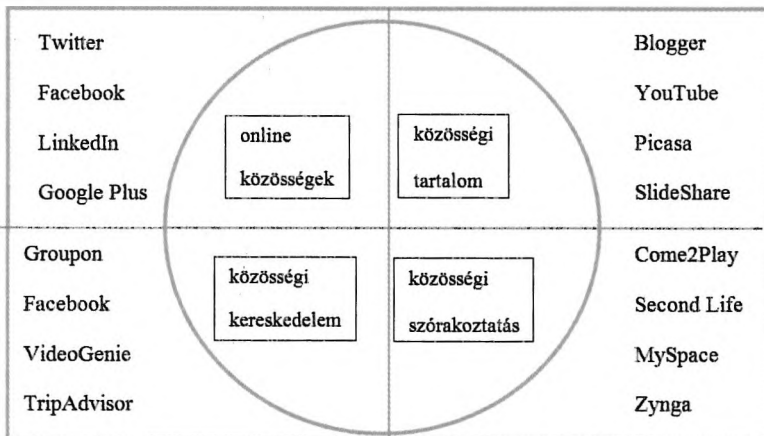 Twitter
Facebook
LinkedIn
Google Plus
online
közösségek
közösségi
tartalom
Blogger
YouTube
Picasa
SlideShare
Groupon
Facebook
VideoGenie
TripAdvisor
közösségi
kereskedelem
közösségi
szórakoztatás
Come2Play
Second Life
MySpace
Zynga